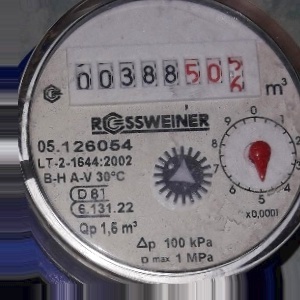 00388502
m³
ROSSWEINER
05.126054
LT-2-1644:2002
B-H A-V 30°C
D 81
6.131.22
Qp 1,5 m³
Δp 100 kPa
p max 1 MPa
0
1
2
3
4
5
6
7
8
9
x0,0001